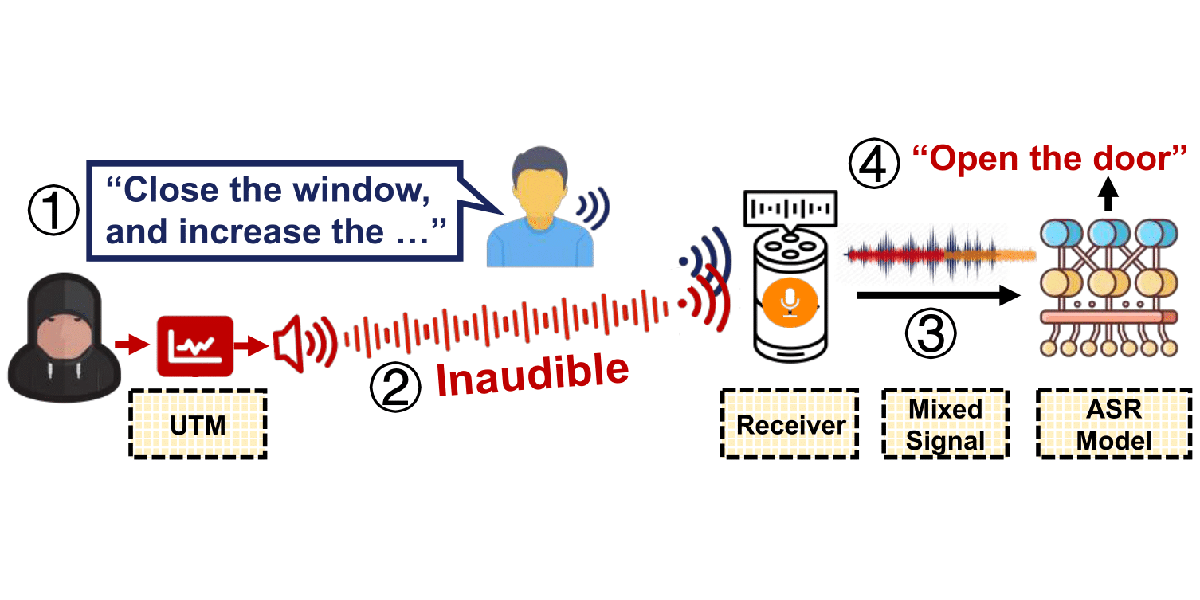 ①
“Close the window,
and increase the ...”
② Inaudible
③
④ “Open the door”
UTM
Receiver
Mixed
Signal
ASR
Model